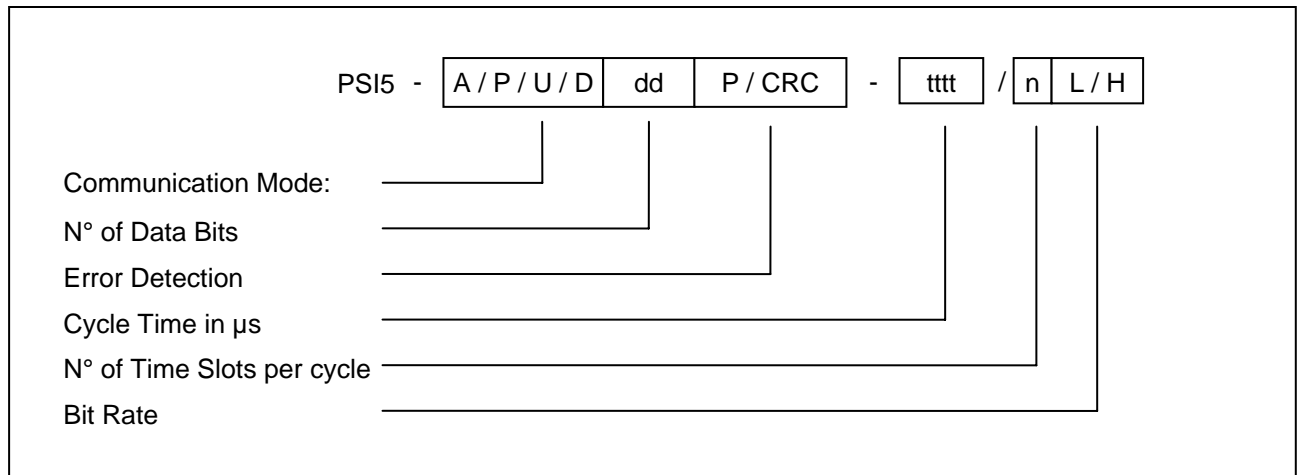 PSI5 - A / P / U / D dd P / CRC - tttt / n L / H
Communication Mode:
N° of Data Bits
Error Detection
Cycle Time in µs
N° of Time Slots per cycle
Bit Rate